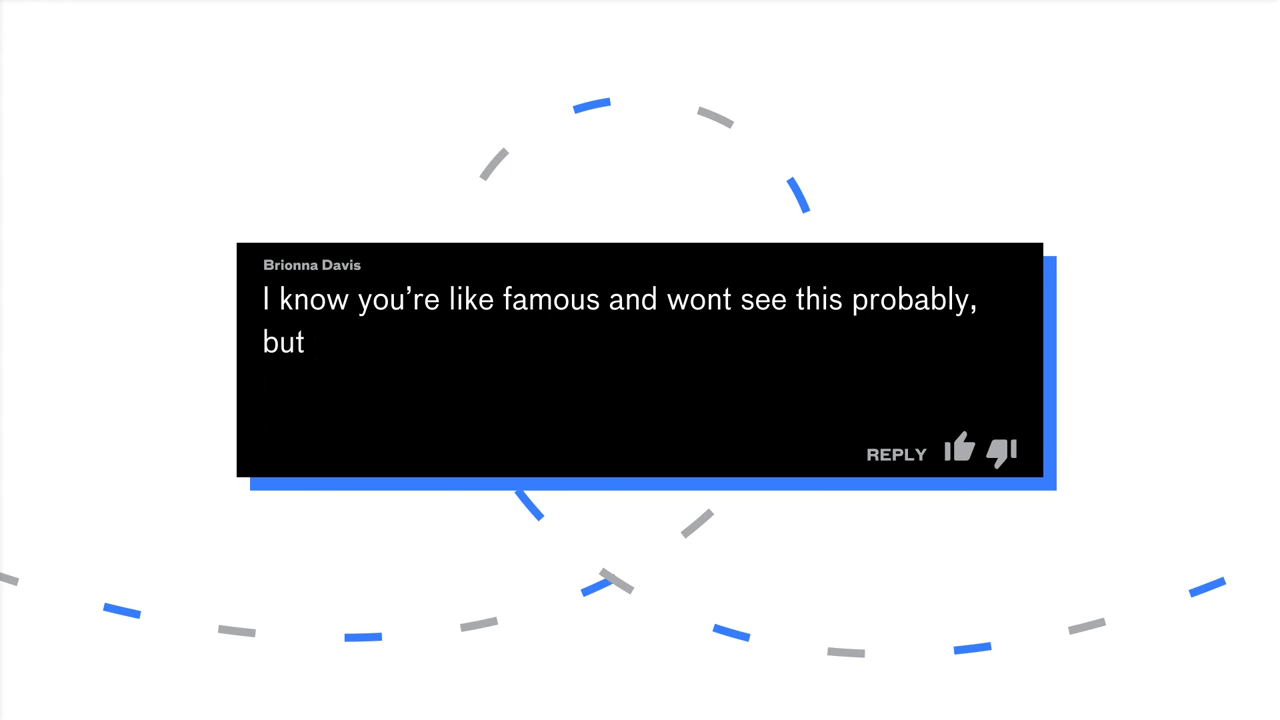 Brionna Davis
I know you’re like famous and wont see this probably,
but
REPLY